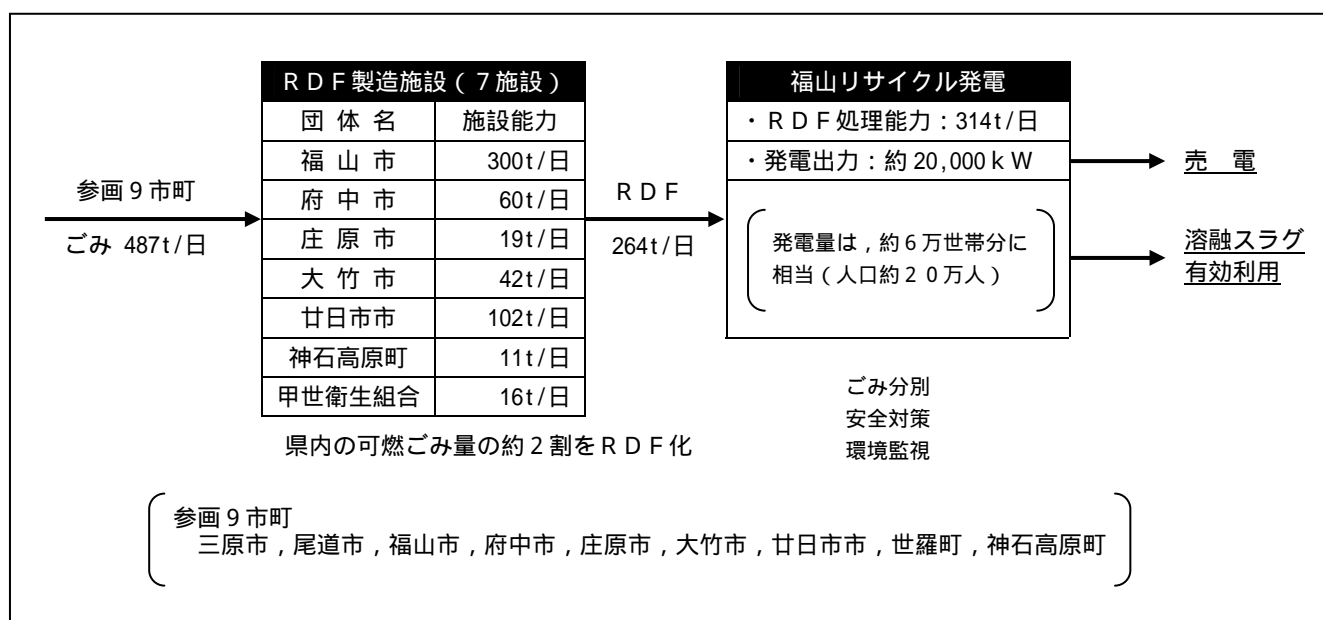 参画９市町
ごみ 487t/日
ＲＤＦ製造施設（７施設）
団体名 施設能力
福山市 300t/日
府中市 60t/日
庄原市 19t/日
大竹市 42t/日
廿日市市 102t/日
神石高原町 11t/日
甲世衛生組合 16t/日
県内の可燃ごみ量の約２割をＲＤＦ化
ＲＤＦ
264t/日
福山リサイクル発電
・ＲＤＦ処理能力：314t/日
・発電出力：約20,000ｋＷ
発電量は，約６万世帯分に
相当（人口約２０万人）
売　電
溶融スラグ
有効利用
ごみ分別
安全対策
環境監視
参画９市町
三原市，尾道市，福山市，府中市，庄原市，大竹市，廿日市市，世羅町，神石高原町